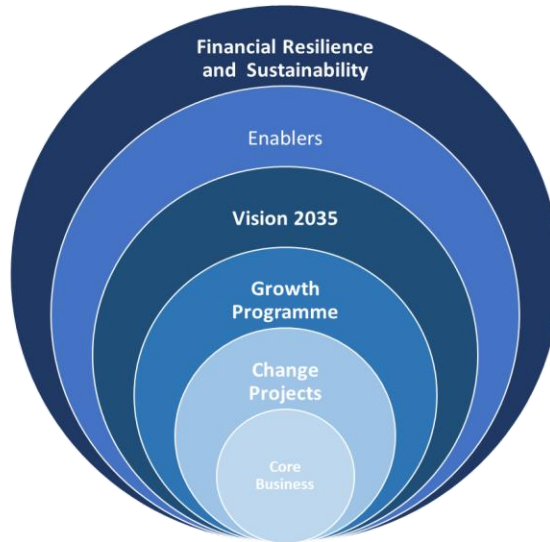 Financial Resilience
and Sustainability
Enablers
Vision 2035
Growth
Programme
Change
Projects
Core
Business